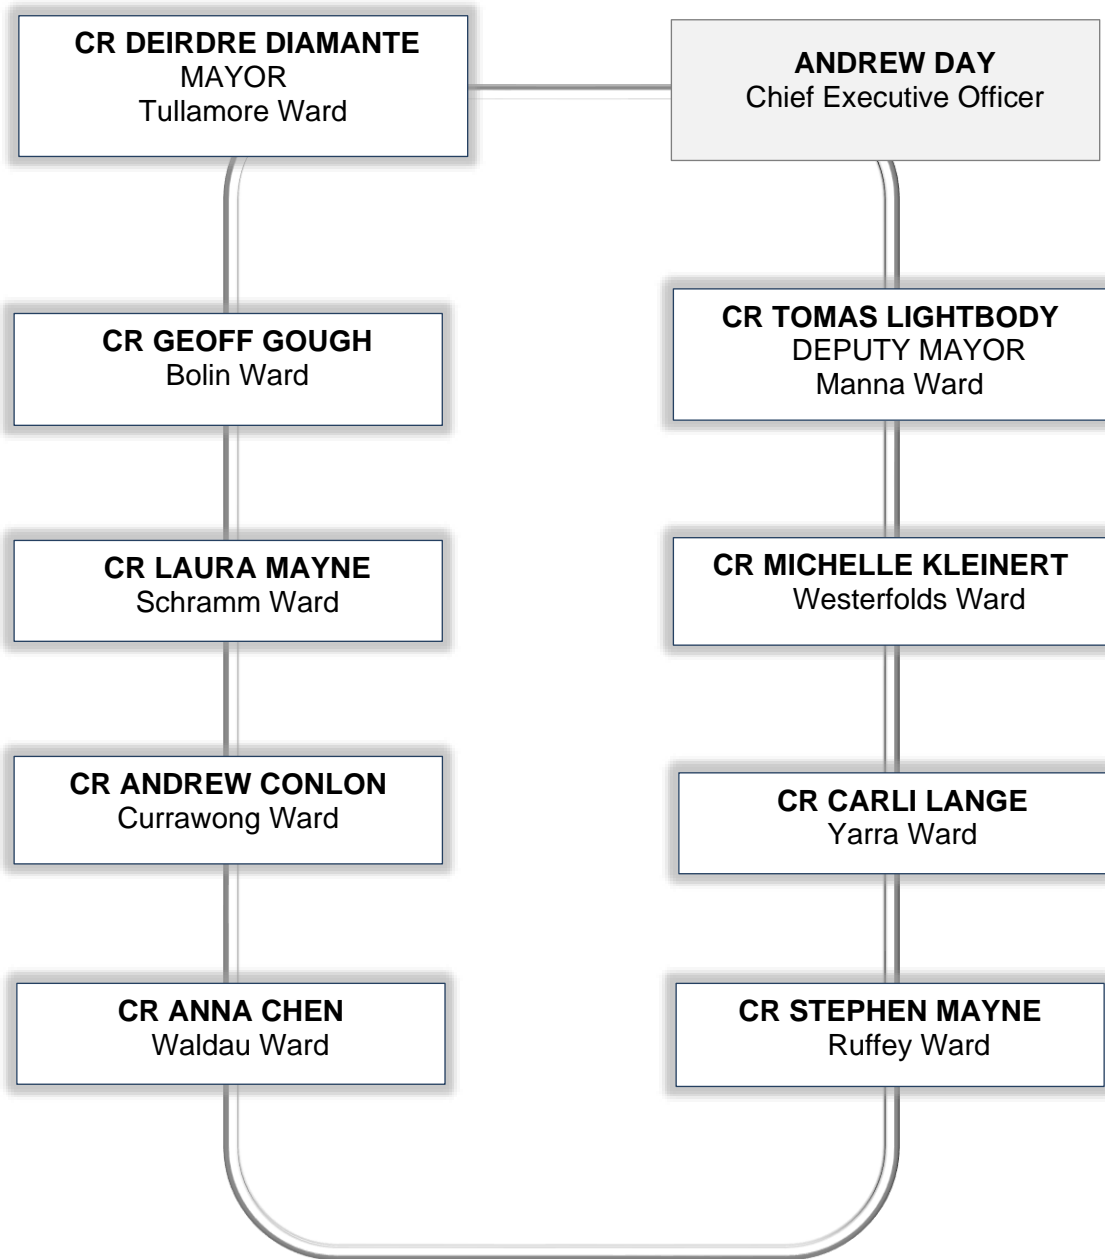 CR DEIRDRE DIAMANTE
MAYOR
Tullamore Ward
ANDREW DAY
Chief Executive Officer
CR GEOFF GOUGH
Bolin Ward
CR TOMAS LIGHTBODY
DEPUTY MAYOR
Manna Ward
CR LAURA MAYNE
Schramm Ward
CR MICHELLE KLEINERT
Westerfolds Ward
CR ANDREW CONLON
Currawong Ward
CR CARLI LANGE
Yarra Ward
CR ANNA CHEN
Waldau Ward
CR STEPHEN MAYNE
Ruffey Ward